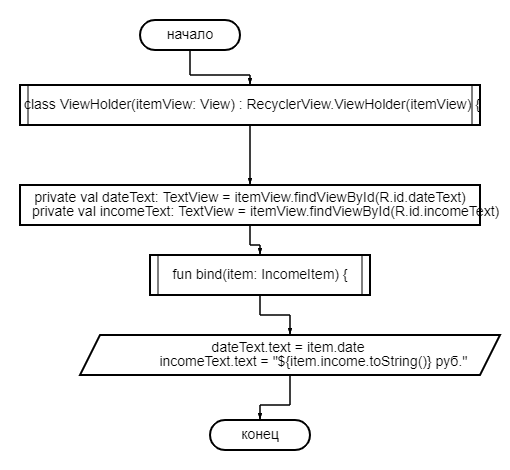 начало
class ViewHolder(itemView: View) : RecyclerView.ViewHolder(itemView) {
private val dateText: TextView = itemView.findViewById(R.id.dateText)
private val incomeText: TextView = itemView.findViewById(R.id.incomeText)
fun bind(item: IncomeItem) {
dateText.text = item.date
incomeText.text = "${item.income.toString()} руб."
конец